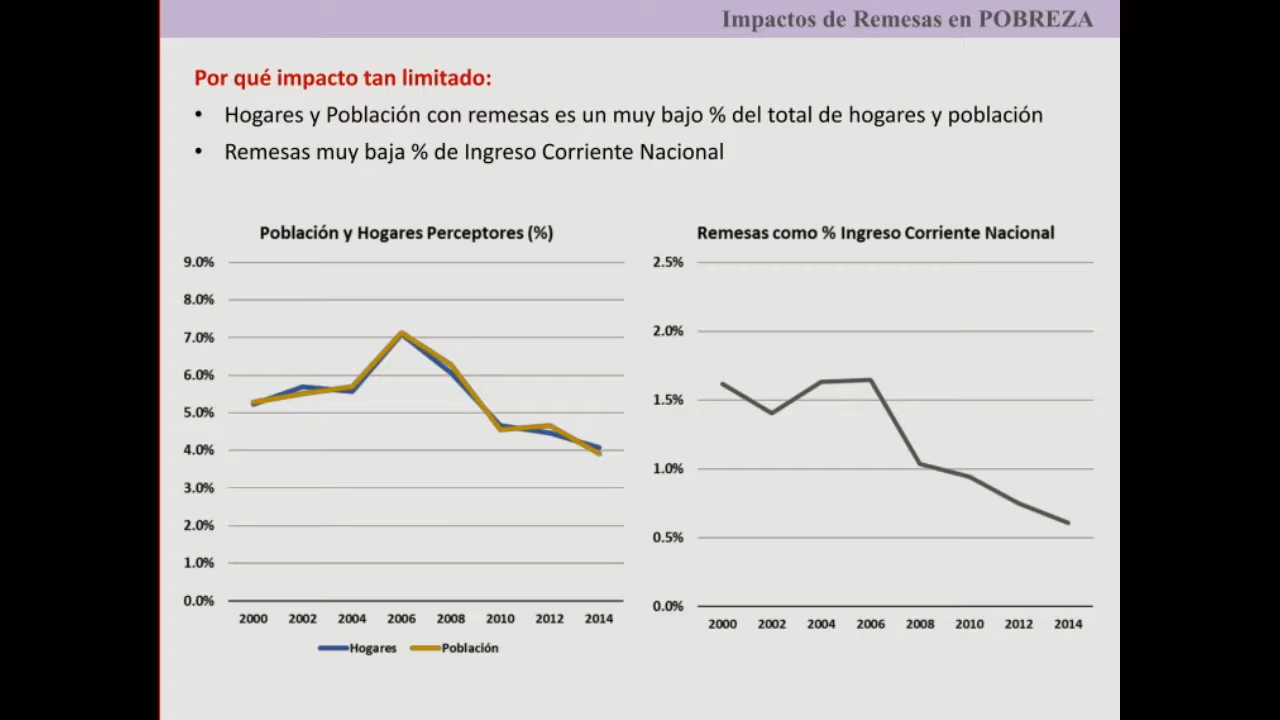 Impactos de Remesas en POBREZA
Por qué impacto tan limitado:
• Hogares y Población con remesas es un muy bajo % del total de hogares y población
• Remesas muy baja % de Ingreso Corriente Nacional
Población y Hogares Perceptores (%)
9.0%
8.0%
7.0%
6.0%
5.0%
4.0%
3.0%
2.0%
1.0%
0.0%
2000 2002 2004 2006 2008 2010 2012 2014
Hogares Población
Remesas como % Ingreso Corriente Nacional
2.5%
2.0%
1.5%
1.0%
0.5%
0.0%
2000 2002 2004 2006 2008 2010 2012 2014